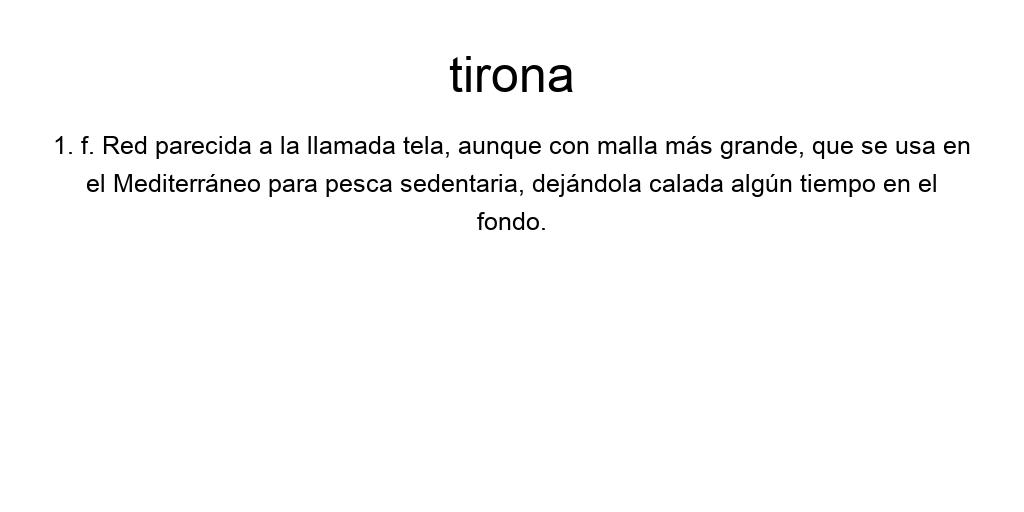 tirona
1. f. Red parecida a la llamada tela, aunque con malla más grande, que se usa en
el Mediterráneo para pesca sedentaria, dejándola calada algún tiempo en el
fondo.